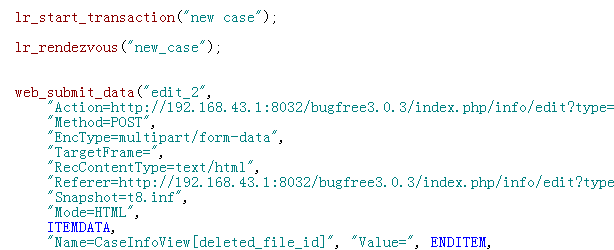 lr_start_transaction("new case");
lr_rendezvous("new_case");
web_submit_data("edit_2",
"Action=http://192.168.43.1:8032/bugfree3.0.3/index.php/info/edit?type=
"Method=POST",
"EncType=multipart/form-data",
"TargetFrame=",
"RecContentType=text/html",
"Referer=http://192.168.43.1:8032/bugfree3.0.3/index.php/info/edit?type
"Snapshot=t8.inf",
"Mode=HTML",
ITEMDATA,
"Name=CaseInfoView[deleted_file_id]", "Value=", ENDITEM,